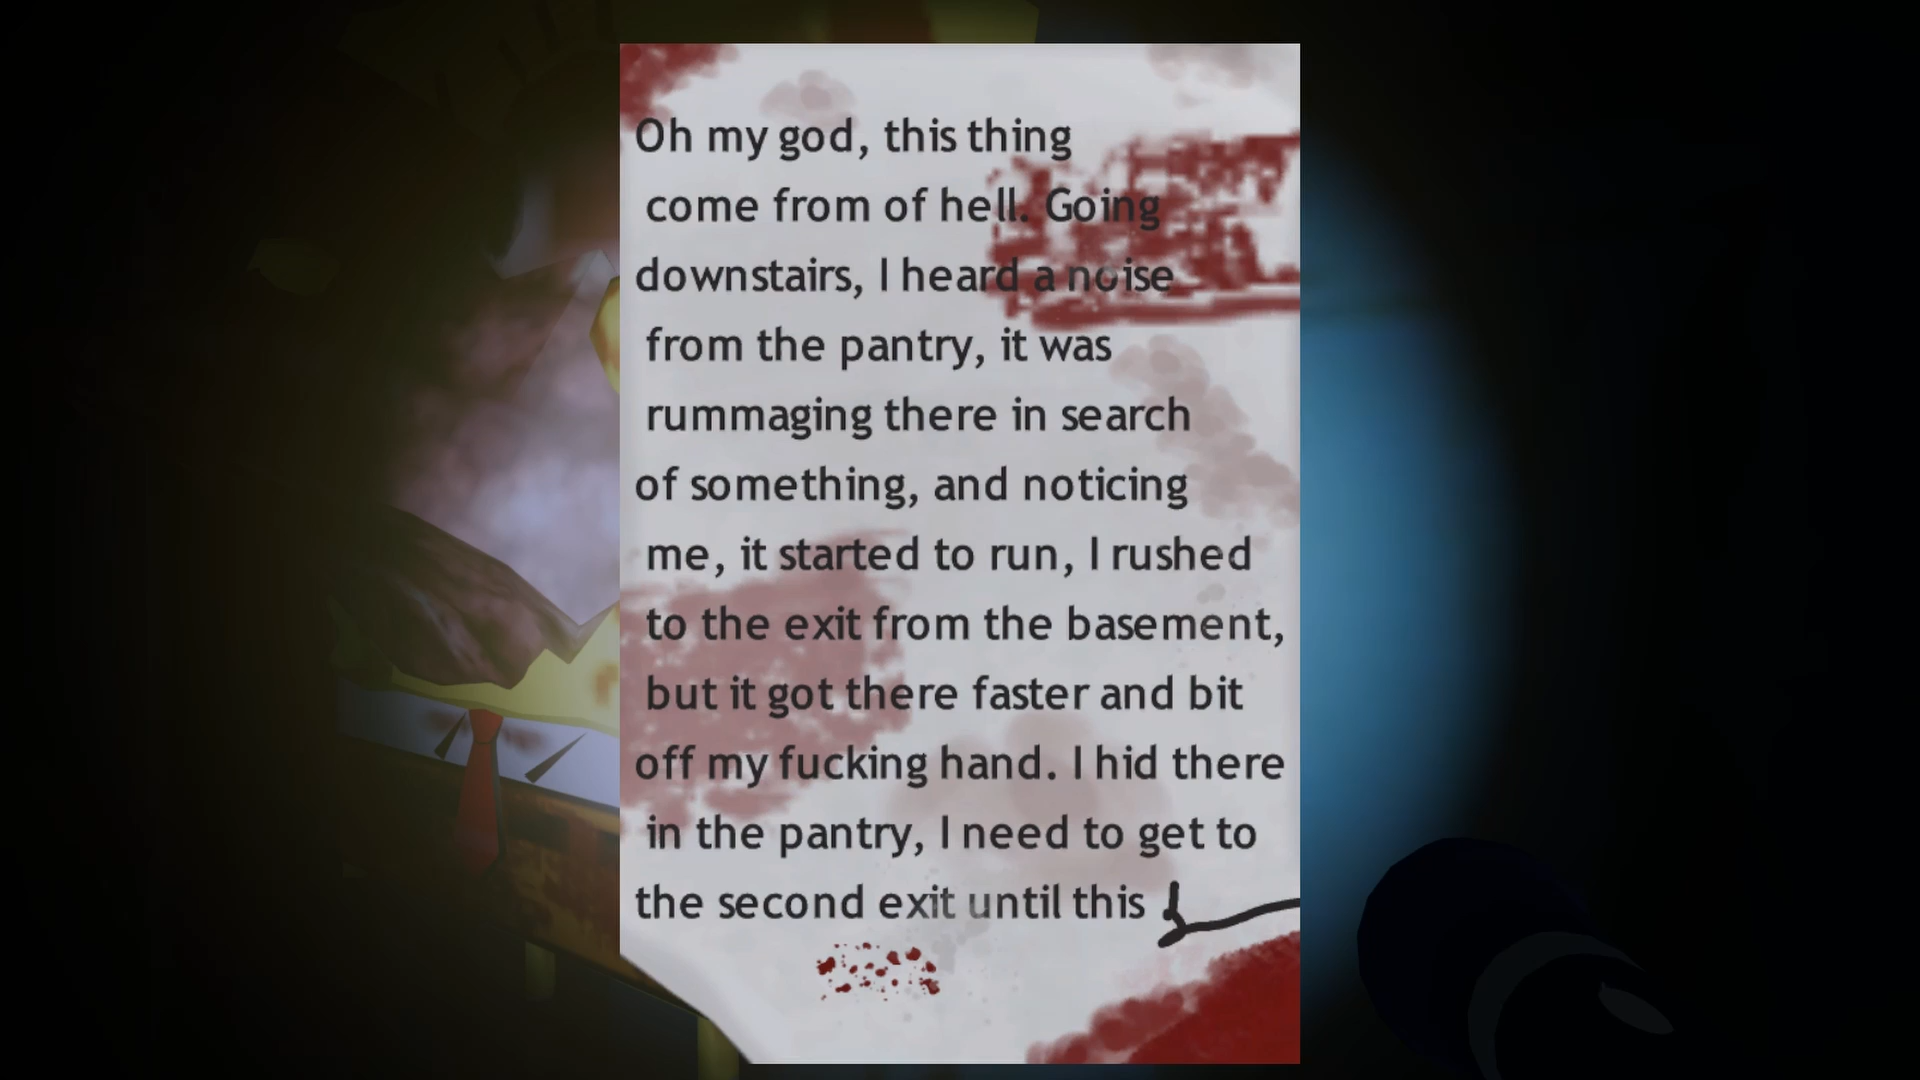 Oh my god, this thing
come from of hell. Going
downstairs, I heard a noise
from the pantry, it was
rummaging there in search
of something, and noticing
me, it started to run, I rushed
to the exit from the basement,
but it got there faster and bit
off my fucking hand. I hid there
in the pantry, I need to get to
the second exit until this